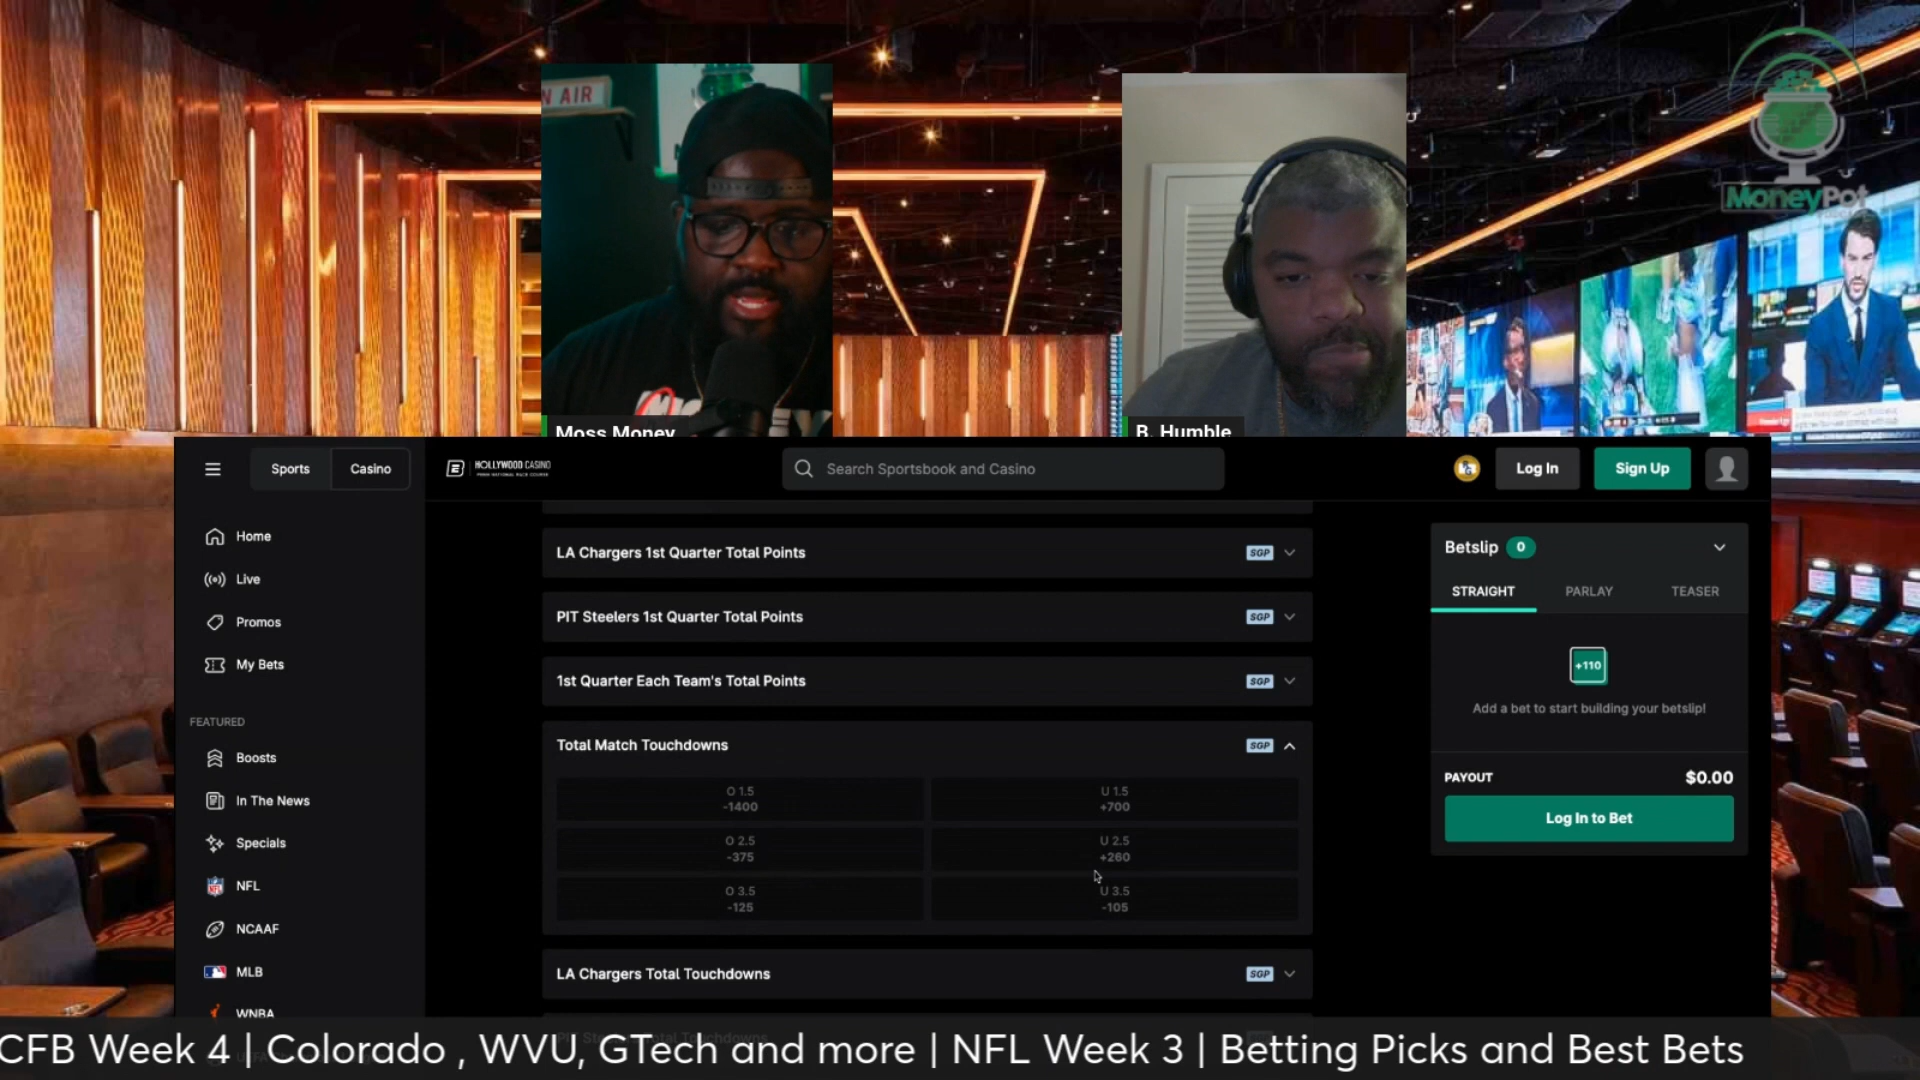 N AIR
MoneyPot
Moss Money
B. Humble
Sports
Casino
HOLLYWOOD CASINO
Search Sportsbook and Casino
Log In
Sign Up
Home
Live
Promos
My Bets
FEATURED
Boosts
In The News
Specials
NFL
NCAAF
MLB
WNBA
LA Chargers 1st Quarter Total Points
SGP
PIT Steelers 1st Quarter Total Points
SGP
1st Quarter Each Team's Total Points
SGP
Total Match Touchdowns
SGP
O 1.5
-1400
U 1.5
+700
O 2.5
-375
U 2.5
+260
O 3.5
-125
U 3.5
-105
LA Chargers Total Touchdowns
SGP
Betslip 0
STRAIGHT
PARLAY
TEASER
+110
Add a bet to start building your betslip!
PAYOUT
$0.00
Log In to Bet
CFB Week 4 | Colorado , WVU, GTech and more | NFL Week 3 | Betting Picks and Best Bets